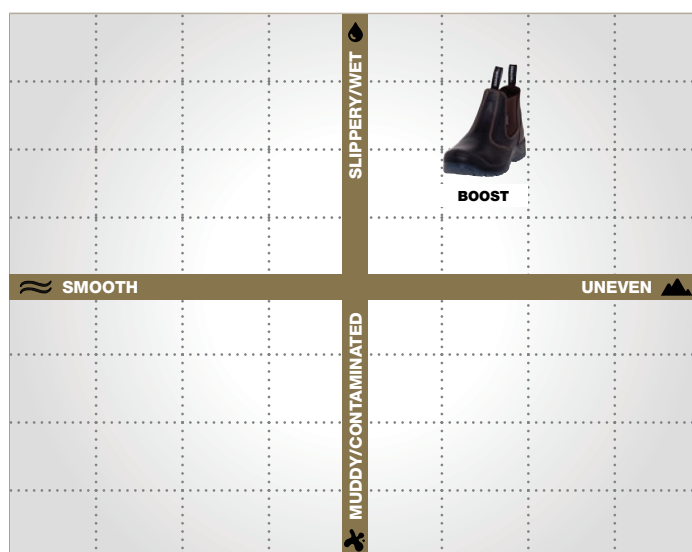 SLIPPERY/WET
BOOST
SMOOTH
UNEVEN
MUDDY/CONTAMINATED